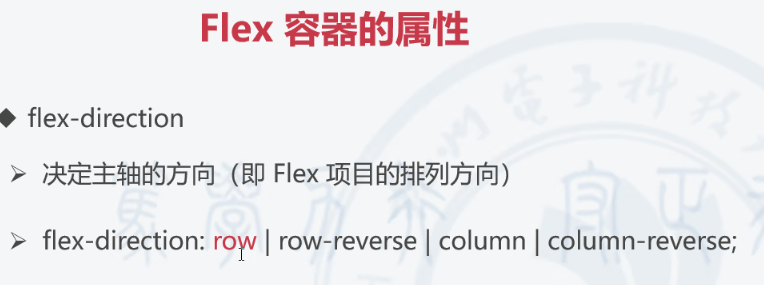 Flex 容器的属性
flex-direction
决定主轴的方向（即 Flex 项目的排列方向）
flex-direction: row | row-reverse | column | column-reverse;